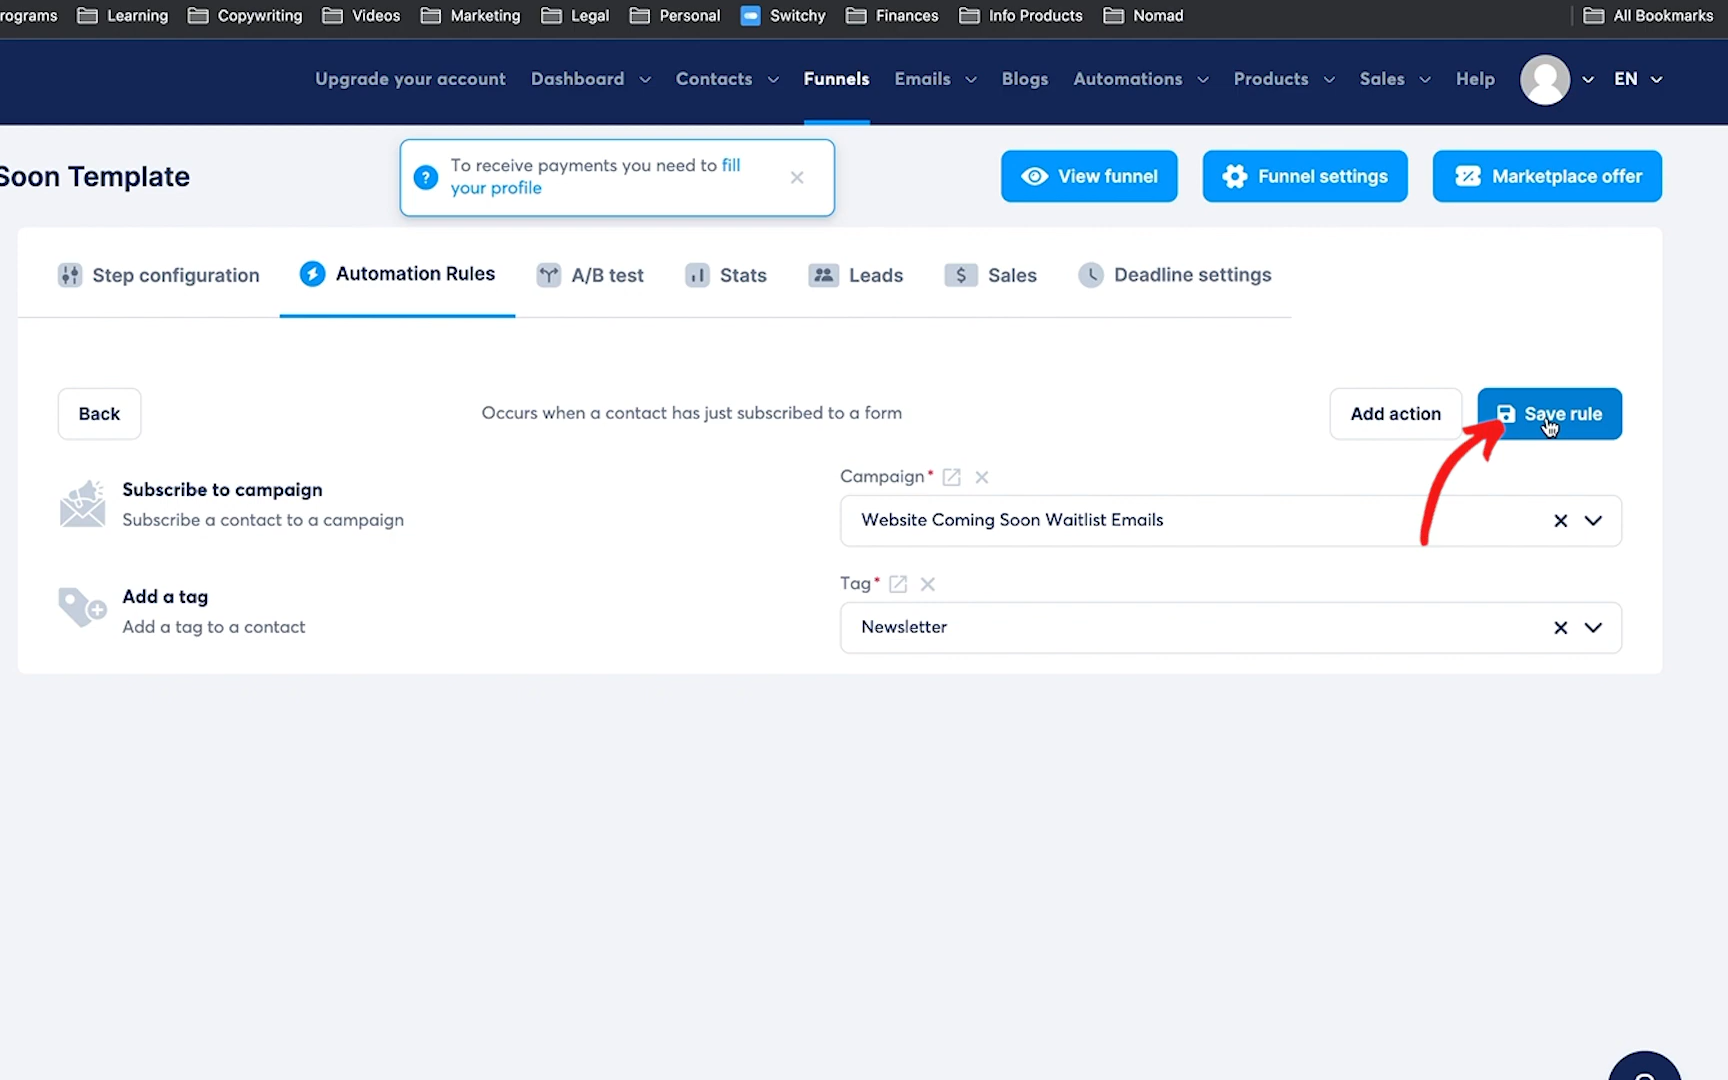 rograms Learning Copywriting Videos Marketing Legal Personal Switchy Finances Info Products Nomad All Bookmarks
Upgrade your account Dashboard Contacts Funnels Emails Blogs Automations Products Sales Help EN
Soon Template
To receive payments you need to fill
your profile
View funnel Funnel settings Marketplace offer
Step configuration Automation Rules A/B test Stats Leads $ Sales Deadline settings
Back Occurs when a contact has just subscribed to a form Add action Save rule
Campaign*
Subscribe to campaign
Subscribe a contact to a campaign
Website Coming Soon Waitlist Emails
Tag*
Add a tag
Add a tag to a contact
Newsletter